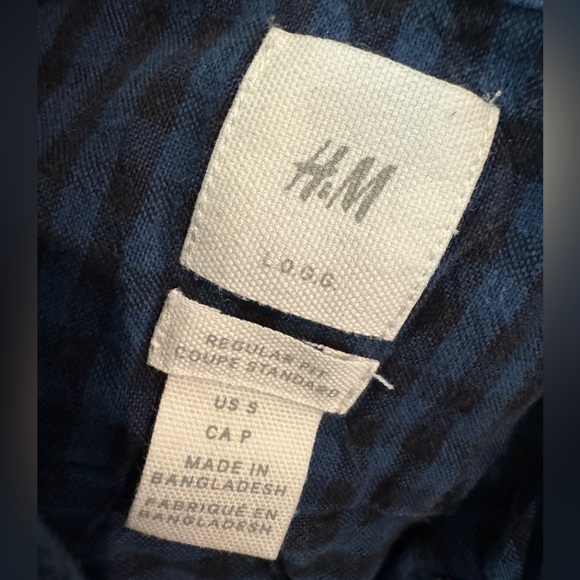 H&M
L.O.G.G.
REGULAR FIT
COUPE STANDARD
US S
CA P
MADE IN
BANGLADESH
FABRIQUÉ EN
BANGLADESH